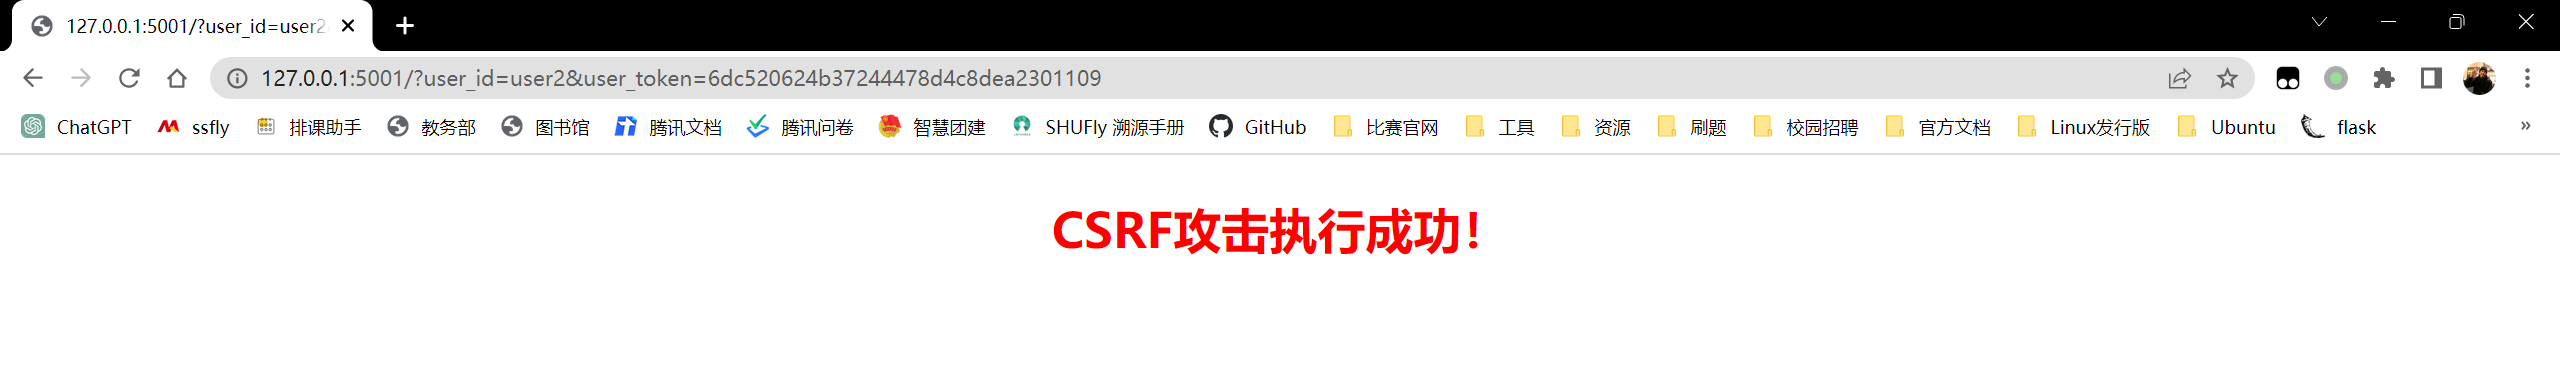 127.0.0.1:5001/?user_id=user2
127.0.0.1:5001/?user_id=user2&user_token=6dc520624b37244478d4c8dea2301109
ChatGPT ssfly 排课助手 教务部 图书馆 腾讯文档 腾讯问卷 智慧团建 SHUFly 溯源手册 GitHub 比赛官网 工具 资源 刷题 校园招聘 官方文档 Linux发行版 Ubuntu flask »
CSRF攻击执行成功！